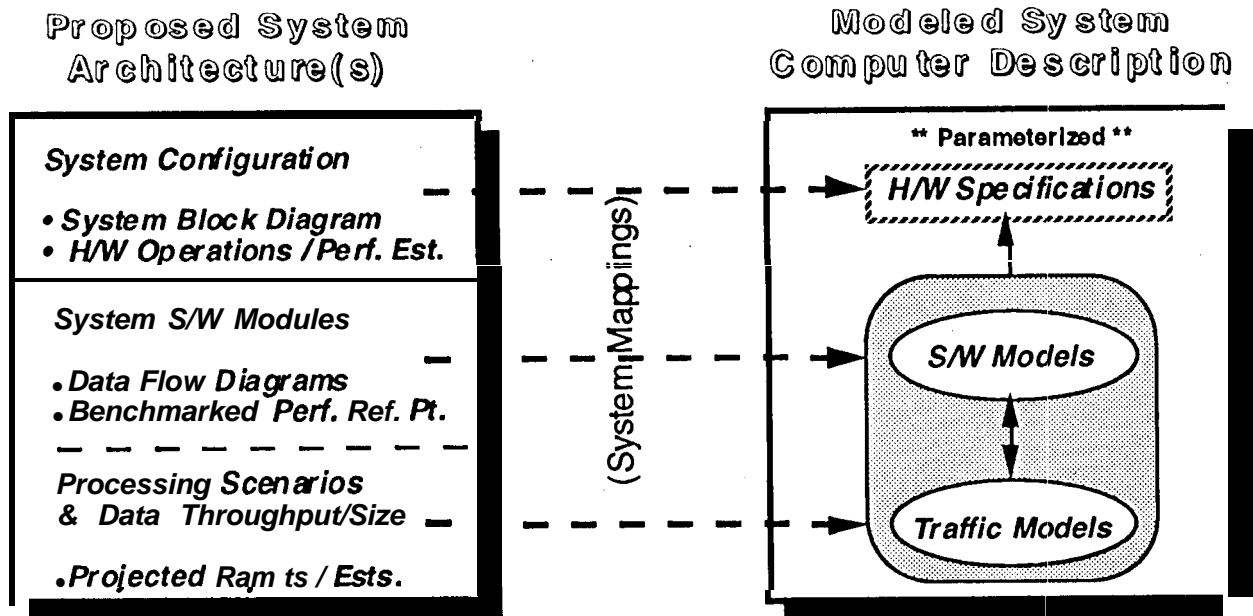 Proposed System
Architecture(s)
System Configuration
• System Block Diagram
• H/W Operations / Perf. Est.
System S/W Modules
• Data Flow Diagrams
• Benchmarked Perf. Ref. Pt.
Processing Scenarios
& Data Throughput/Size
• Projected Ram ts / Ests.
(System Mappings)
Modeled System
Computer Description
** Parameterized **
H/W Specifications
S/W Models
Traffic Models